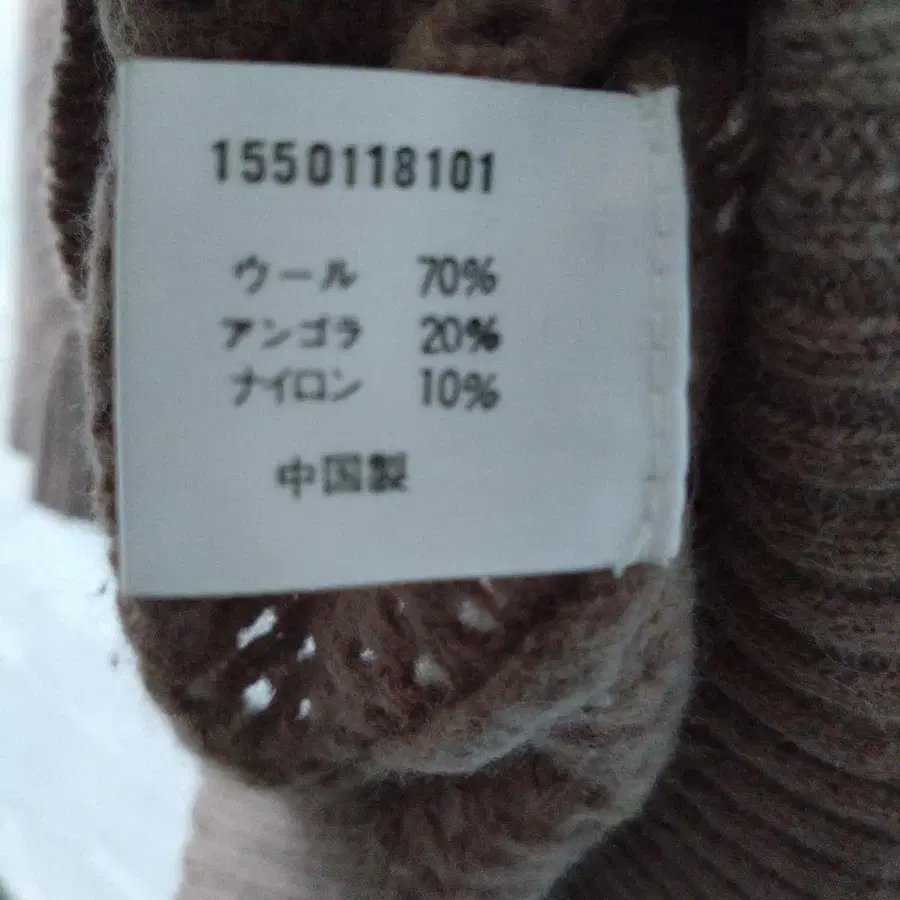 1550118101
ウール 70%
アンゴラ 20%
ナイロン 10%
中国製